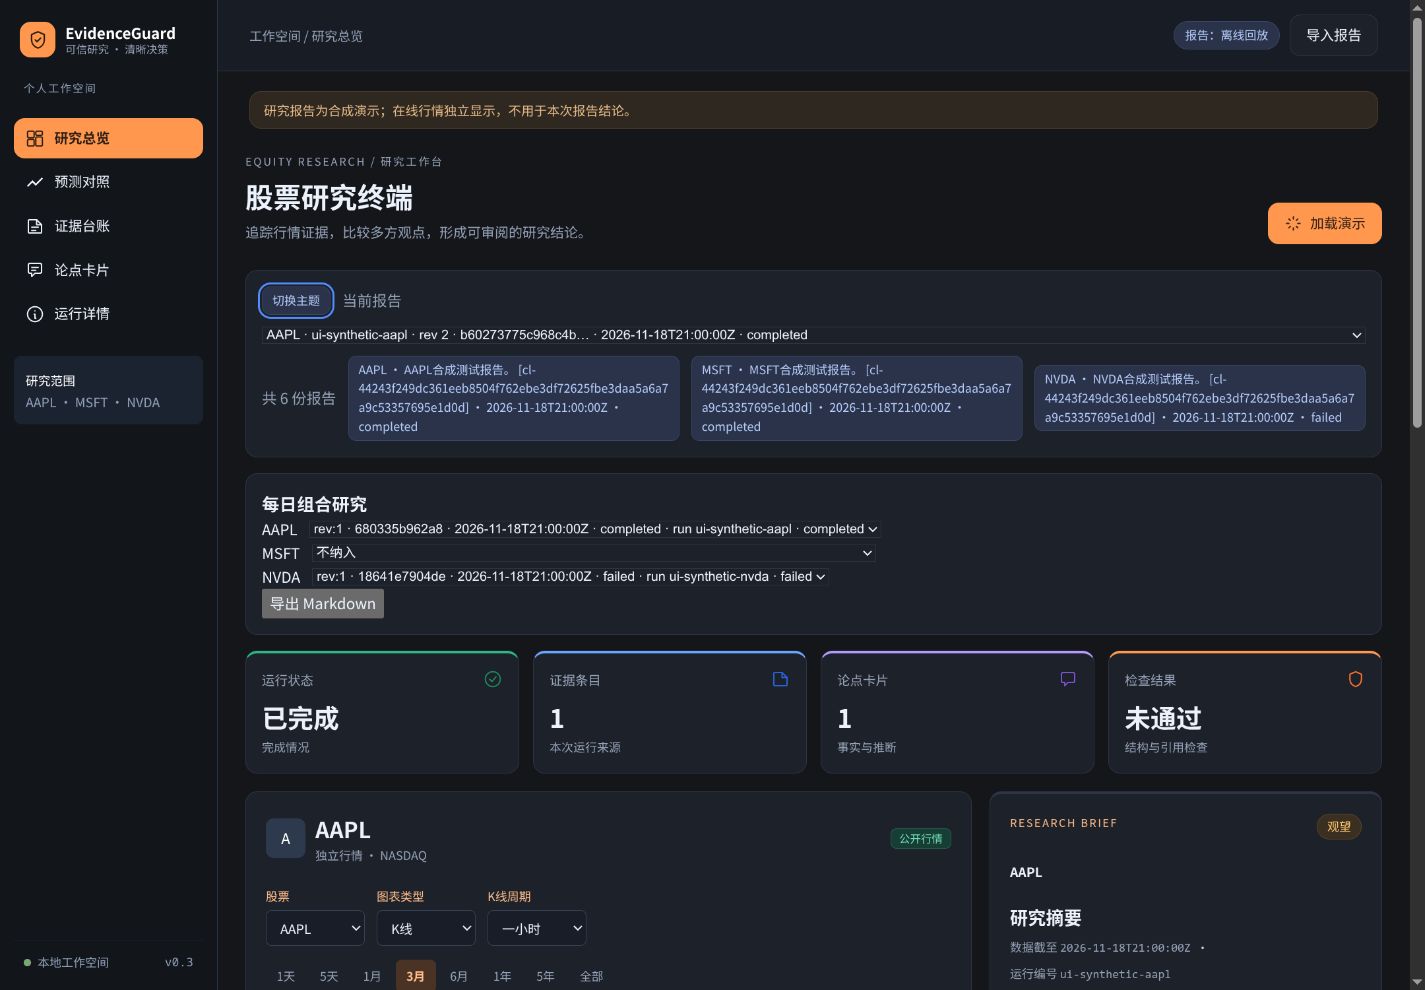 EvidenceGuard
可信研究 • 清晰决策
个人工作空间
研究总览
预测对照
证据台账
论点卡片
运行详情
研究范围
AAPL • MSFT • NVDA
本地工作空间 v0.3
工作空间 / 研究总览
报告：离线回放
导入报告
研究报告为合成演示；在线行情独立显示，不用于本次报告结论。
EQUITY RESEARCH / 研究工作台
股票研究终端
追踪行情证据，比较多方观点，形成可审阅的研究结论。
加载演示
切换主题 当前报告
AAPL · ui-synthetic-aapl · rev 2 · b60273775c968c4b… · 2026-11-18T21:00:00Z · completed
共 6 份报告
AAPL • AAPL合成测试报告。 [cl-
44243f249dc361eeb8504f762ebe3df72625fbe3daa5a6a7
a9c53357695e1d0d] • 2026-11-18T21:00:00Z •
completed
MSFT • MSFT合成测试报告。 [cl-
44243f249dc361eeb8504f762ebe3df72625fbe3daa5a6a7
a9c53357695e1d0d] • 2026-11-18T21:00:00Z •
completed
NVDA • NVDA合成测试报告。 [cl-
44243f249dc361eeb8504f762ebe3df72625fbe3daa5a6a7
a9c53357695e1d0d] • 2026-11-18T21:00:00Z • failed
每日组合研究
AAPL rev:1 · 680335b962a8 · 2026-11-18T21:00:00Z · completed · run ui-synthetic-aapl · completed
MSFT 不纳入
NVDA rev:1 · 18641e7904de · 2026-11-18T21:00:00Z · failed · run ui-synthetic-nvda · failed
导出 Markdown
运行状态
已完成
完成情况
证据条目
1
本次运行来源
论点卡片
1
事实与推断
检查结果
未通过
结构与引用检查
A
AAPL
独立行情 • NASDAQ
公开行情
股票 图表类型 K线周期
AAPL K线 一小时
1天 5天 1月 3月 6月 1年 5年 全部
RESEARCH BRIEF
观望
AAPL
研究摘要
数据截至 2026-11-18T21:00:00Z •
运行编号 ui-synthetic-aapl